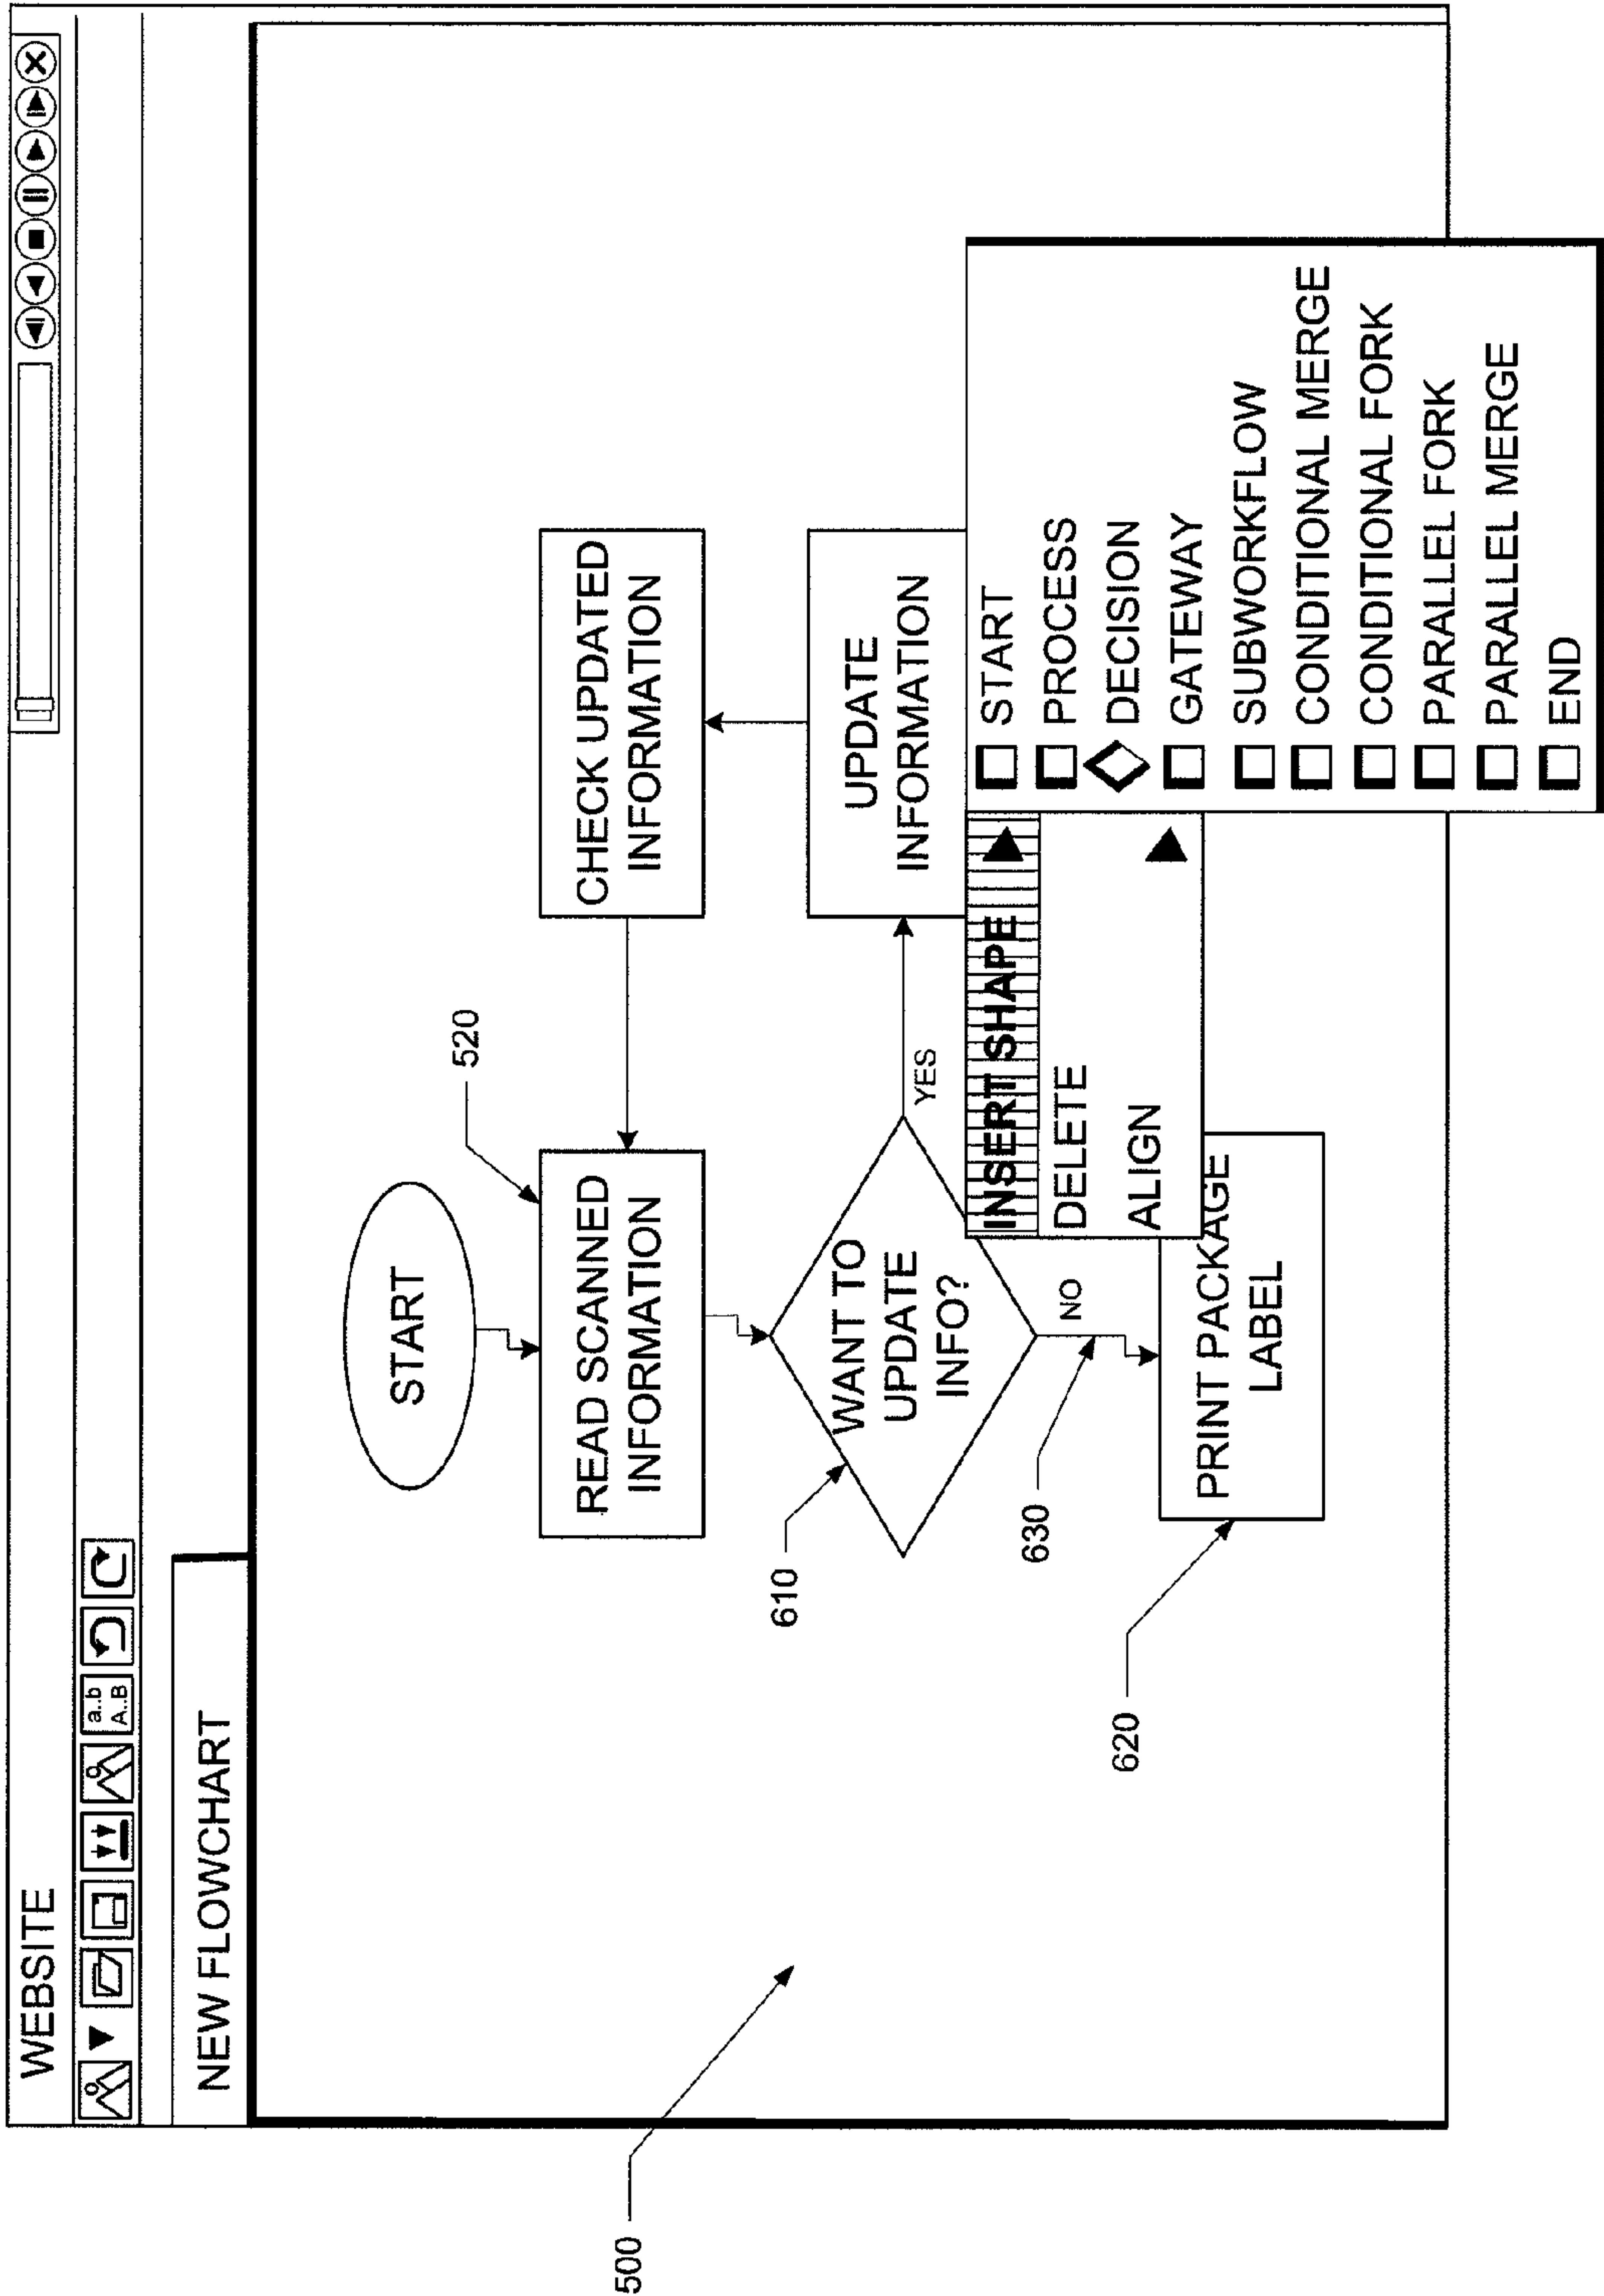 WEBSITE
a..b
A..B
NEW FLOWCHART
START
520
READ SCANNED
INFORMATION
CHECK UPDATED
INFORMATION
610
WANT TO
UPDATE
INFO?
YES
UPDATE
INFORMATION
500
630
NO
620
PRINT PACKAGE
LABEL
INSERT SHAPE
DELETE
ALIGN
START
PROCESS
DECISION
GATEWAY
SUBWORKFLOW
CONDITIONAL MERGE
CONDITIONAL FORK
PARALLEL FORK
PARALLEL MERGE
END